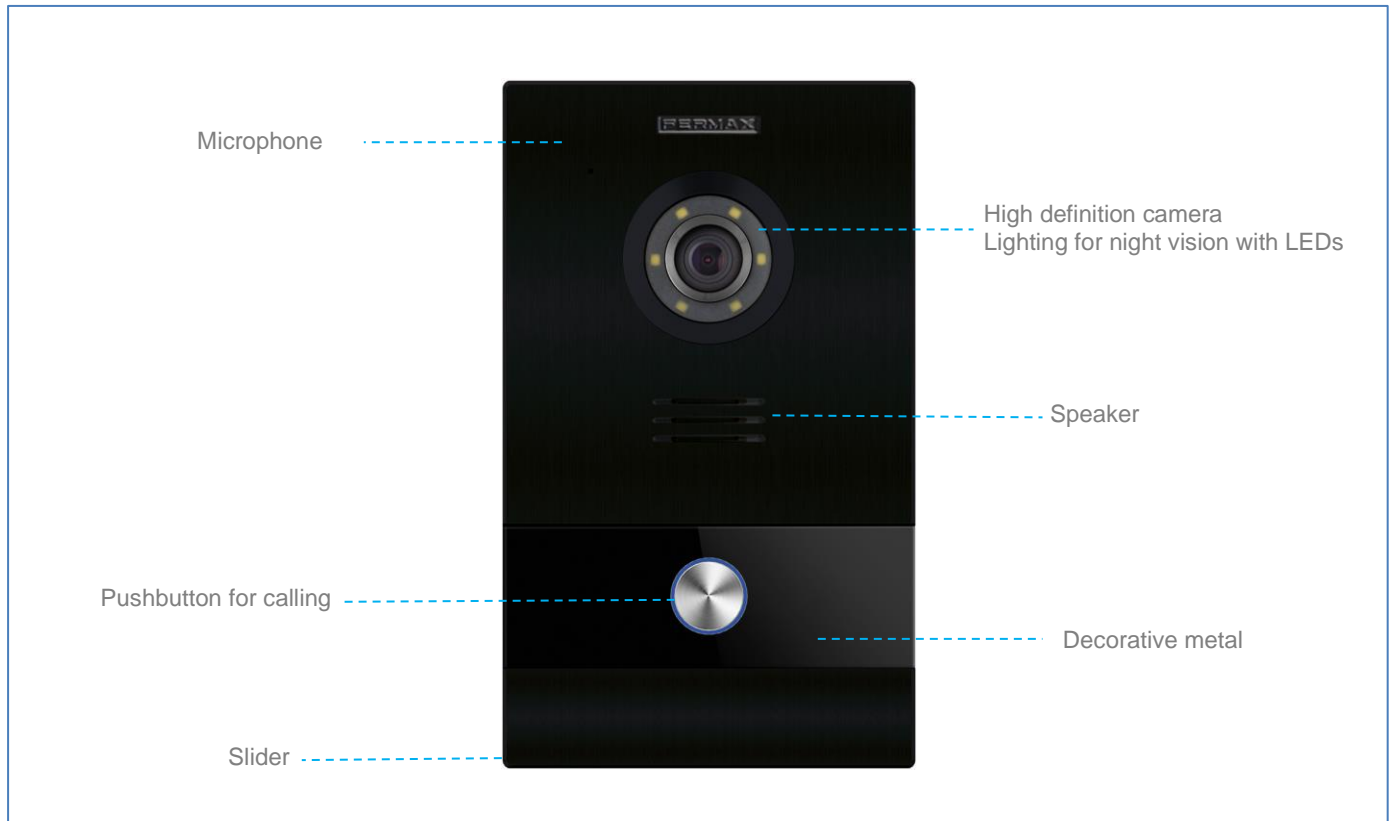 FERMAX
Microphone
High definition camera
Lighting for night vision with LEDs
Speaker
Pushbutton for calling
Decorative metal
Slider